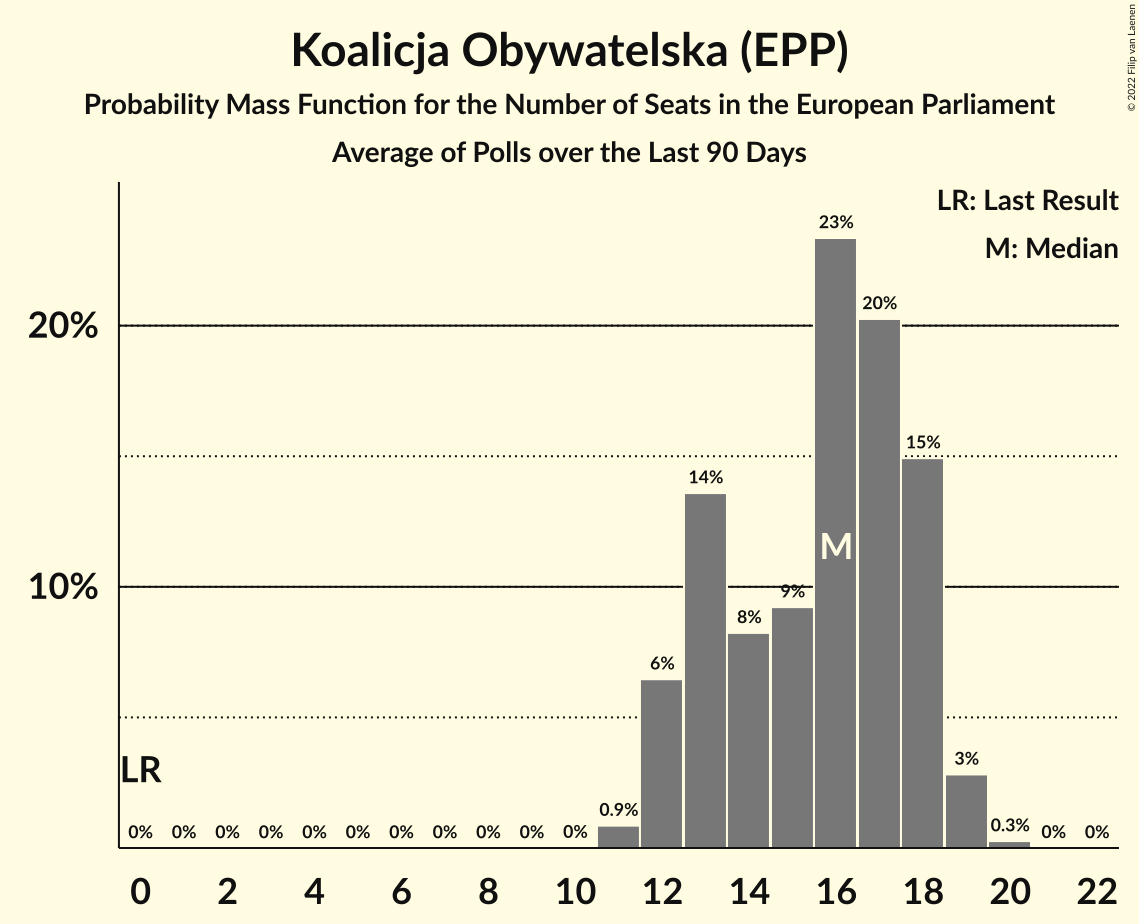 Koalicja Obywatelska (EPP)
Probability Mass Function for the Number of Seats in the European Parliament
Average of Polls over the Last 90 Days
© 2022 Filip van Laenen
LR: Last Result
M: Median
23%
20%
20%
15%
14%
M
10%
9%
8%
6%
LR
3%
0.9%
0.3%
0% 0% 0% 0% 0% 0% 0% 0% 0% 0% 0% 0% 0%
0 2 4 6 8 10 12 14 16 18 20 22